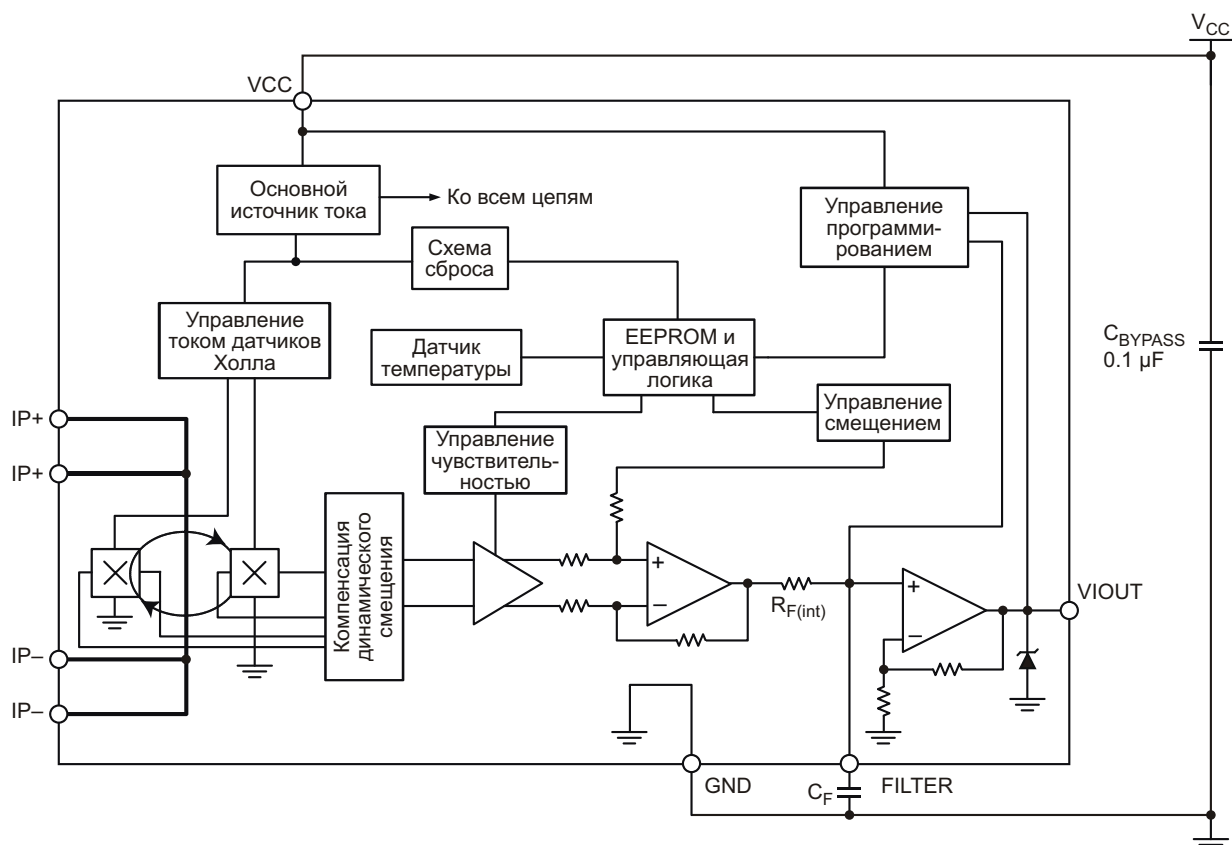 V_CC
VCC
Основной
источник тока
Ко всем цепям
Схема
сброса
Управление
программи-
рованием
Управление
током датчиков
Холла
Датчик
температуры
EEPROM и
управляющая
логика
C_BYPASS
0.1 µF
Управление
смещением
Управление
чувствитель-
ностью
IP+
IP+
Компенсация
динамического
смещения
+
–
R_F(int)
+
–
VIOUT
IP–
IP–
GND
C_F
FILTER